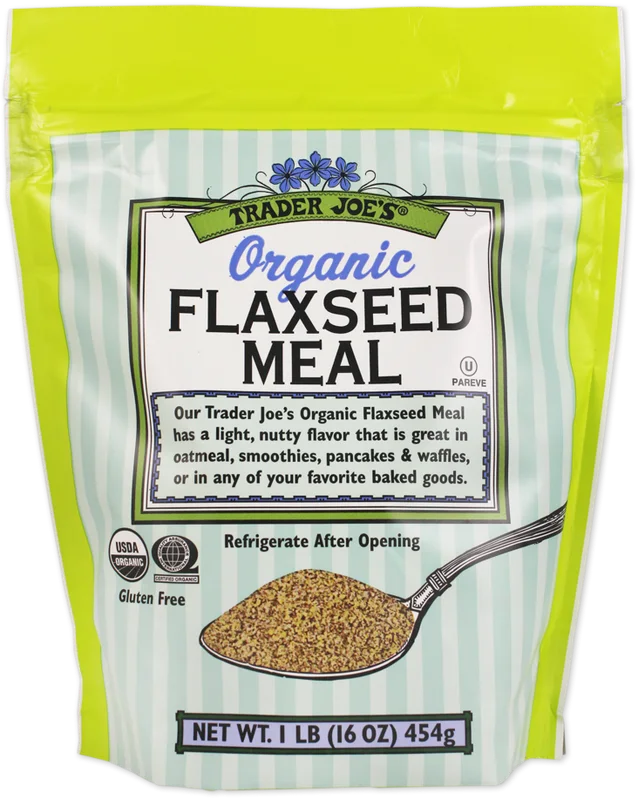 TRADER JOE'S®
Organic
FLAXSEED
MEAL
U
PAREVE
Our Trader Joe's Organic Flaxseed Meal
has a light, nutty flavor that is great in
oatmeal, smoothies, pancakes & waffles,
or in any of your favorite baked goods.
Refrigerate After Opening
USDA
ORGANIC
CERTIFIED ORGANIC
Gluten Free
NET WT. 1 LB (16 OZ) 454g